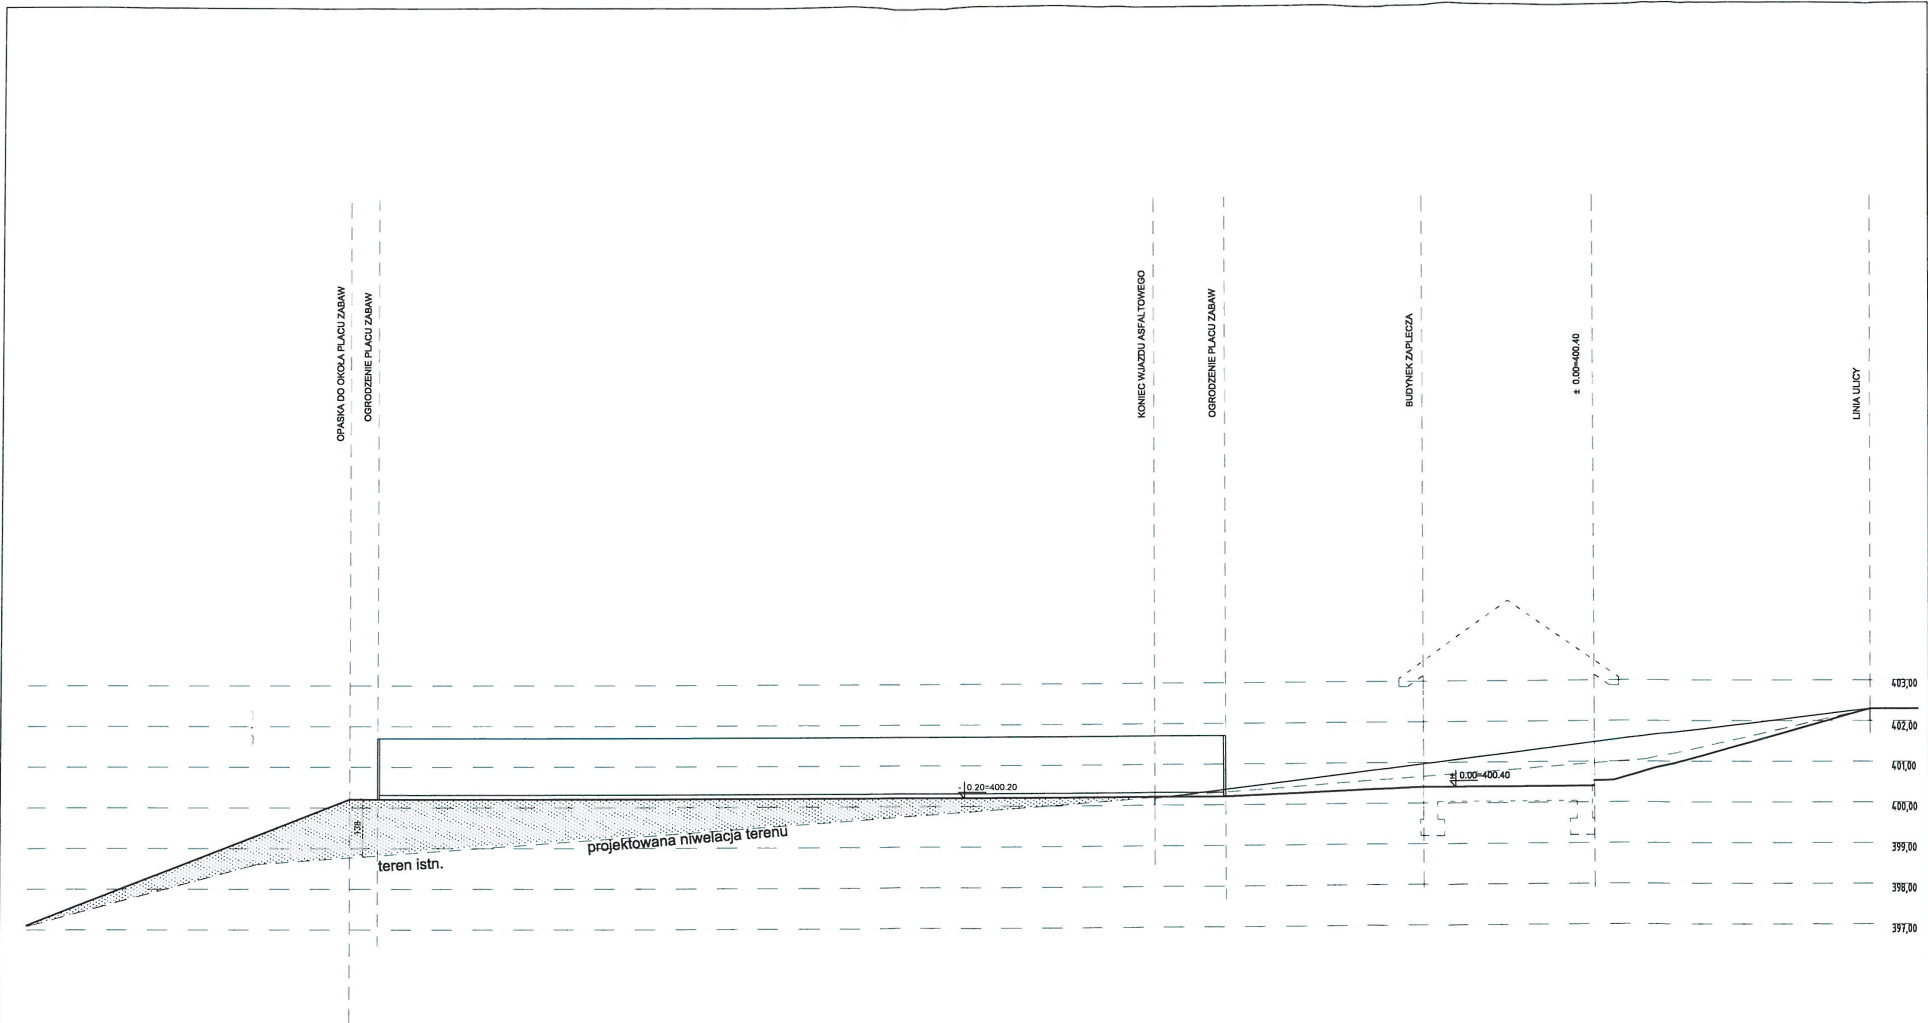 OPASKA DO OKOŁA PLACU ZABAW
OGRODZENIE PLACU ZABAW
KONIEC WJAZDU ASFALTOWEGO
OGRODZENIE PLACU ZABAW
BUDYNEK ZAPLECZA
± 0.00=400.40
LINIA ULICY
403,00
402,00
401,00
400,00
399,00
398,00
397,00
- 0.20=400.20
± 0.00=400.40
128
projektowana niwelacja terenu
teren istn.